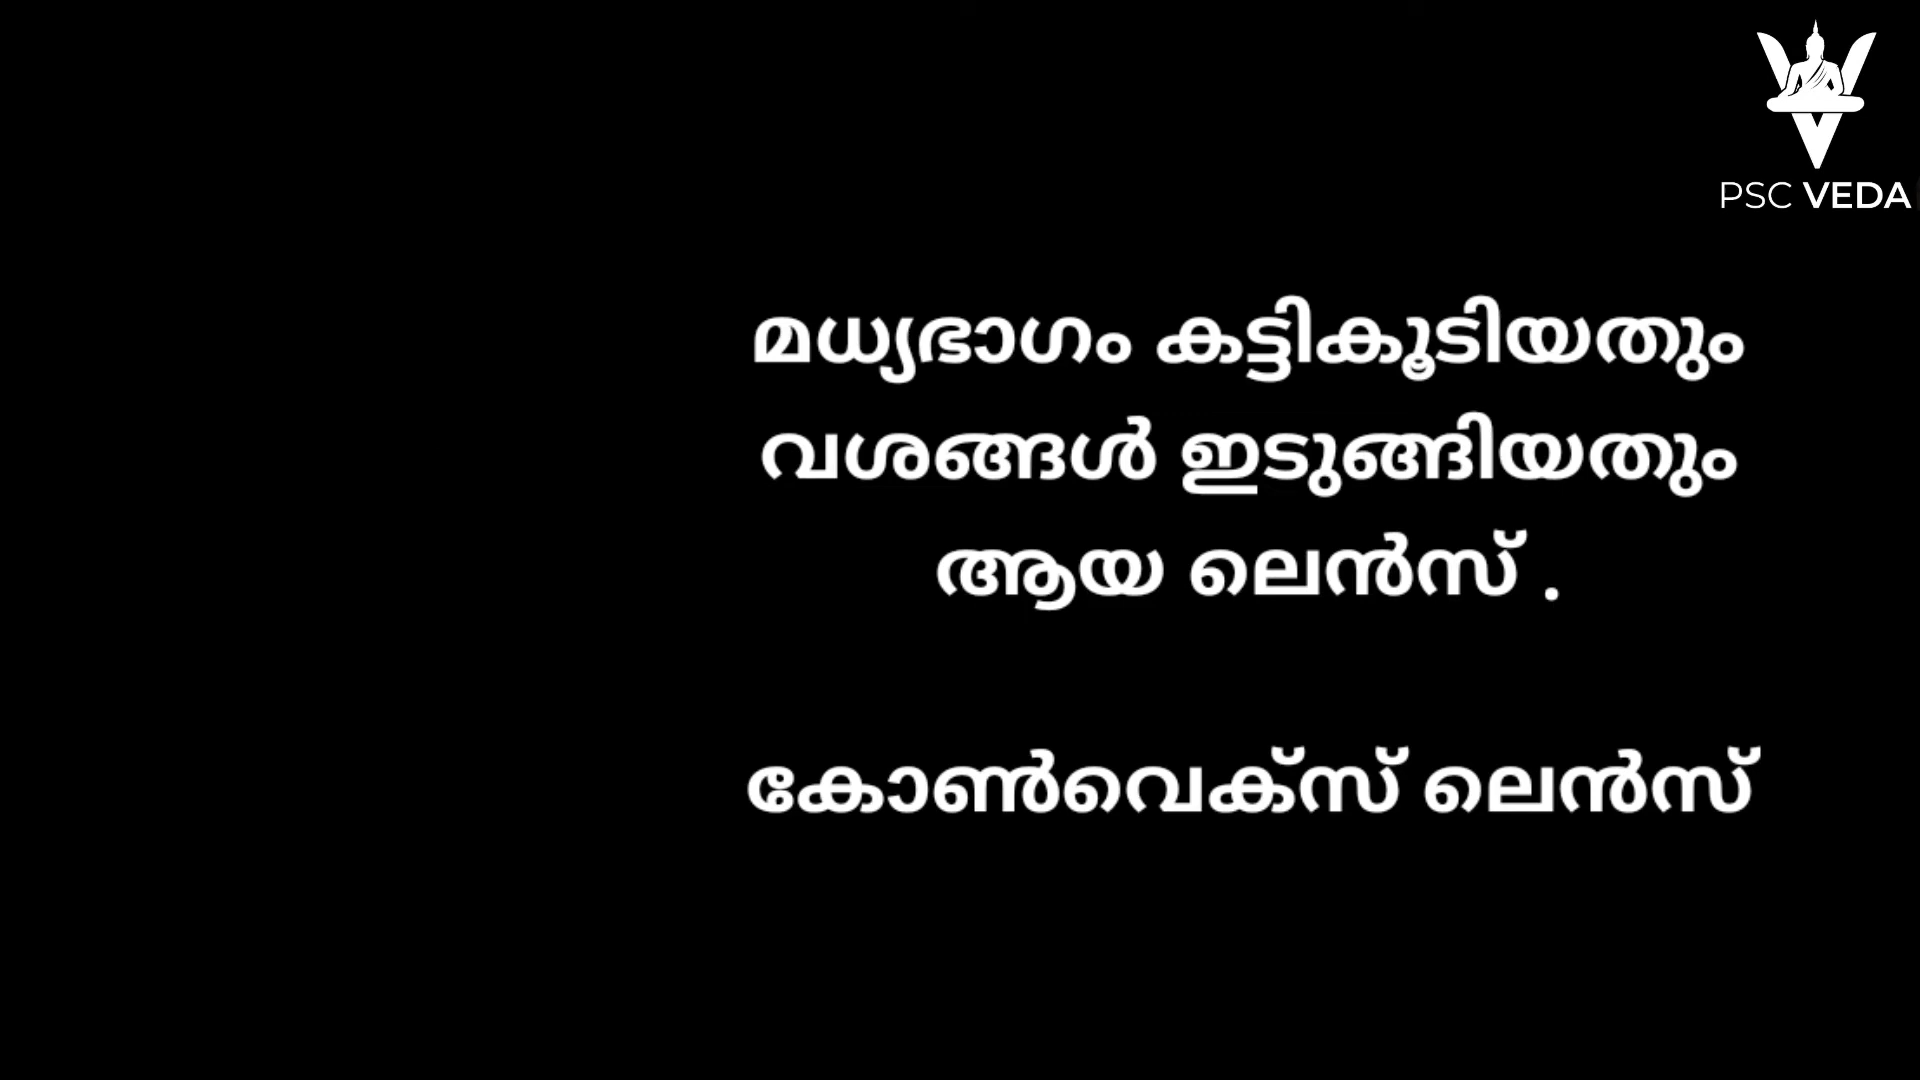 PSC VEDA
മധ്യഭാഗം കട്ടികൂടിയതും
വശങ്ങൾ ഇടുങ്ങിയതും
ആയ ലെൻസ് .
കോൺവെക്സ് ലെൻസ്